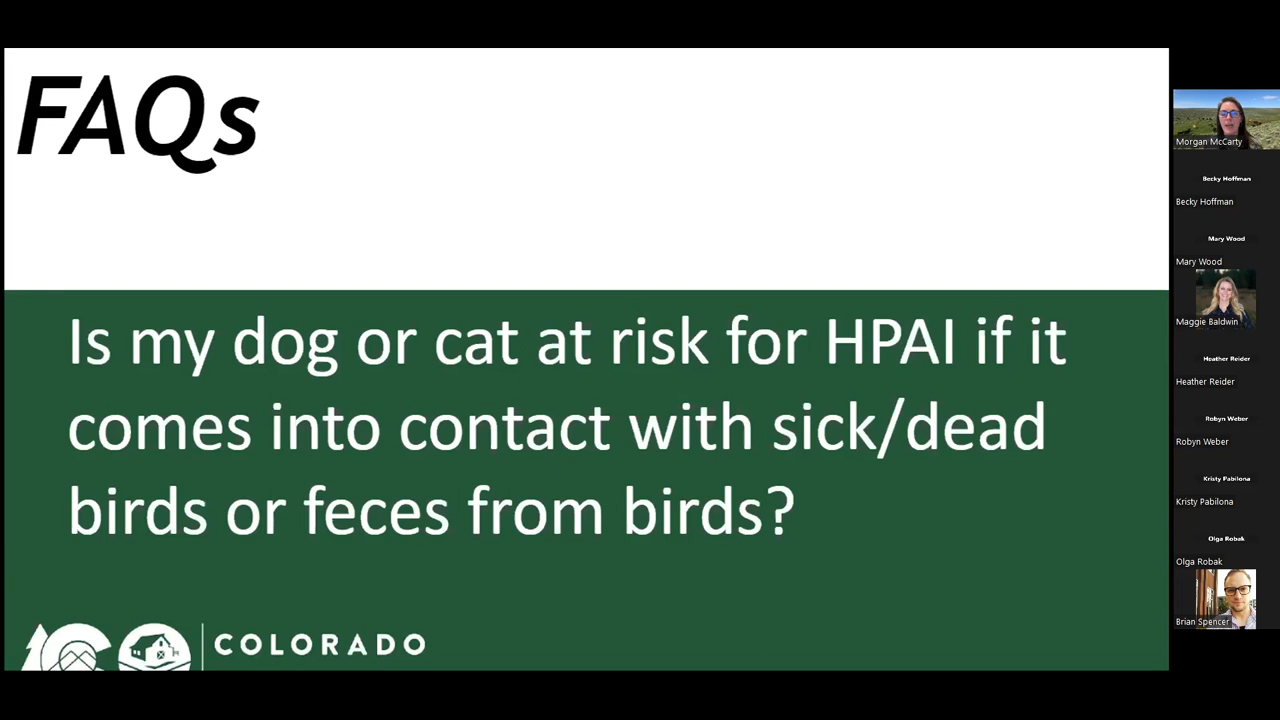 FAQs
Is my dog or cat at risk for HPAI if it
comes into contact with sick/dead
birds or feces from birds?
COLORADO
Morgan McCarty
Becky Hoffman
Becky Hoffman
Mary Wood
Mary Wood
Maggie Baldwin
Heather Reider
Heather Reider
Robyn Weber
Robyn Weber
Kristy Pabilona
Kristy Pabilona
Olga Robak
Olga Robak
Brian Spencer